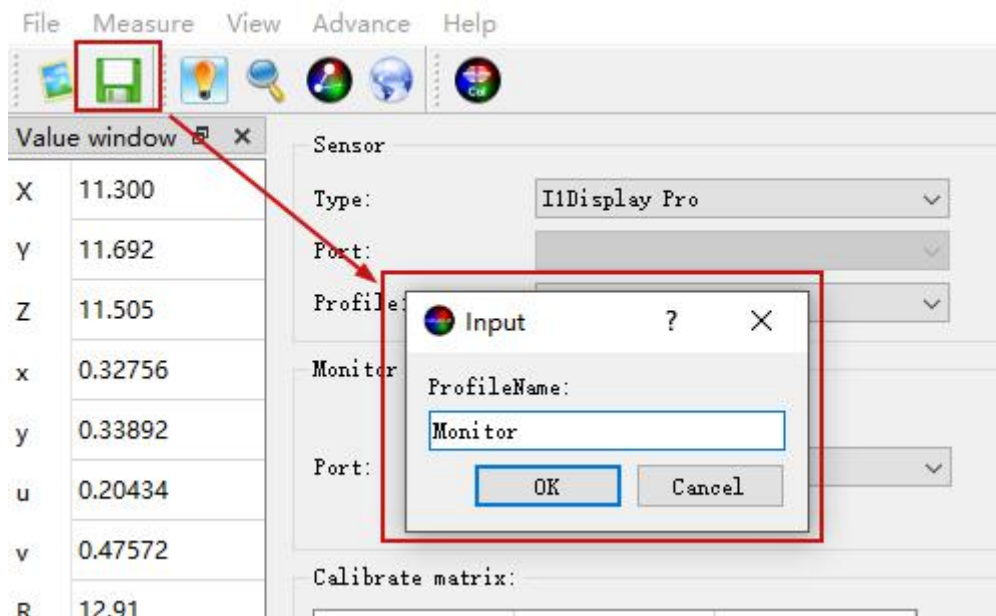 File Measure View Advance Help
Cal
Value window
X 11.300
Y 11.692
Z 11.505
x 0.32756
y 0.33892
u 0.20434
v 0.47572
R 12.91
Sensor
Type: I1Display Pro
Port:
Profile:
Monitor
Port:
Calibrate matrix:
Input ?
ProfileName:
Monitor
OK Cancel